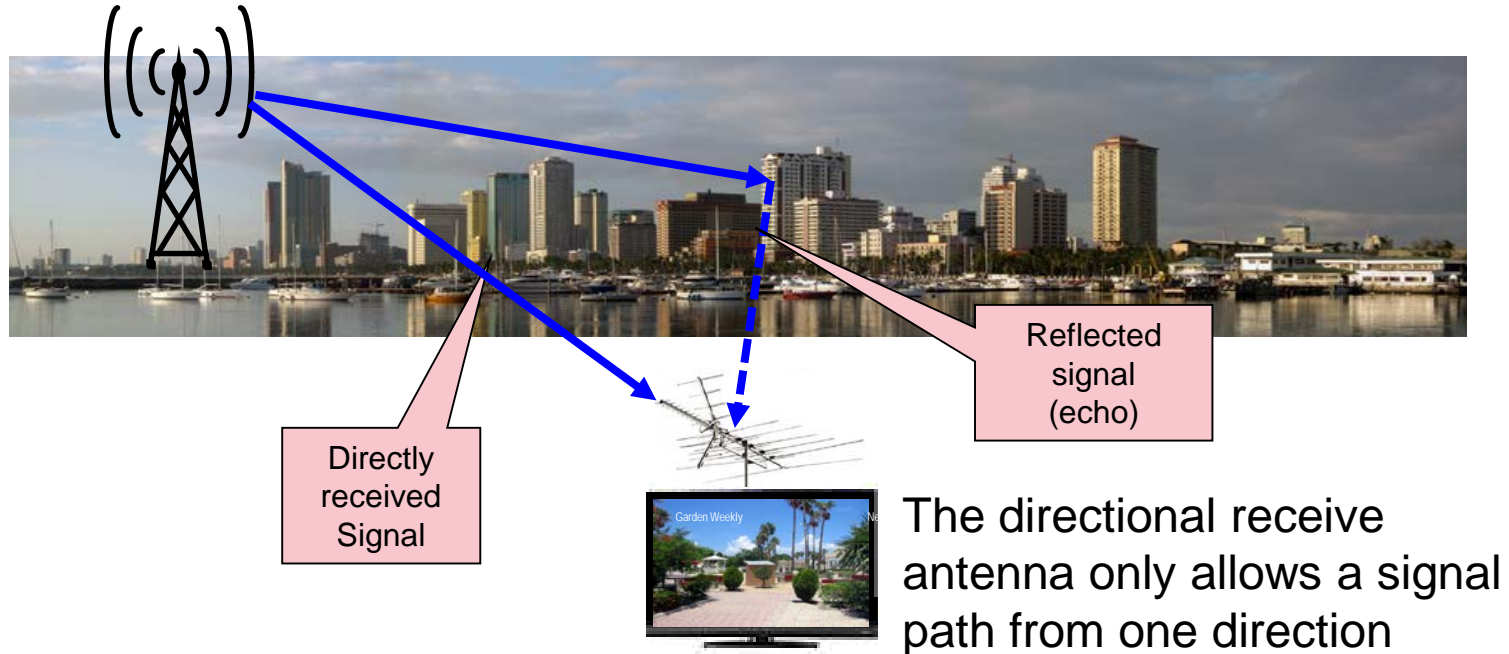 Reflected
signal
(echo)
Directly
received
Signal
Garden Weekly
The directional receive
antenna only allows a signal
path from one direction